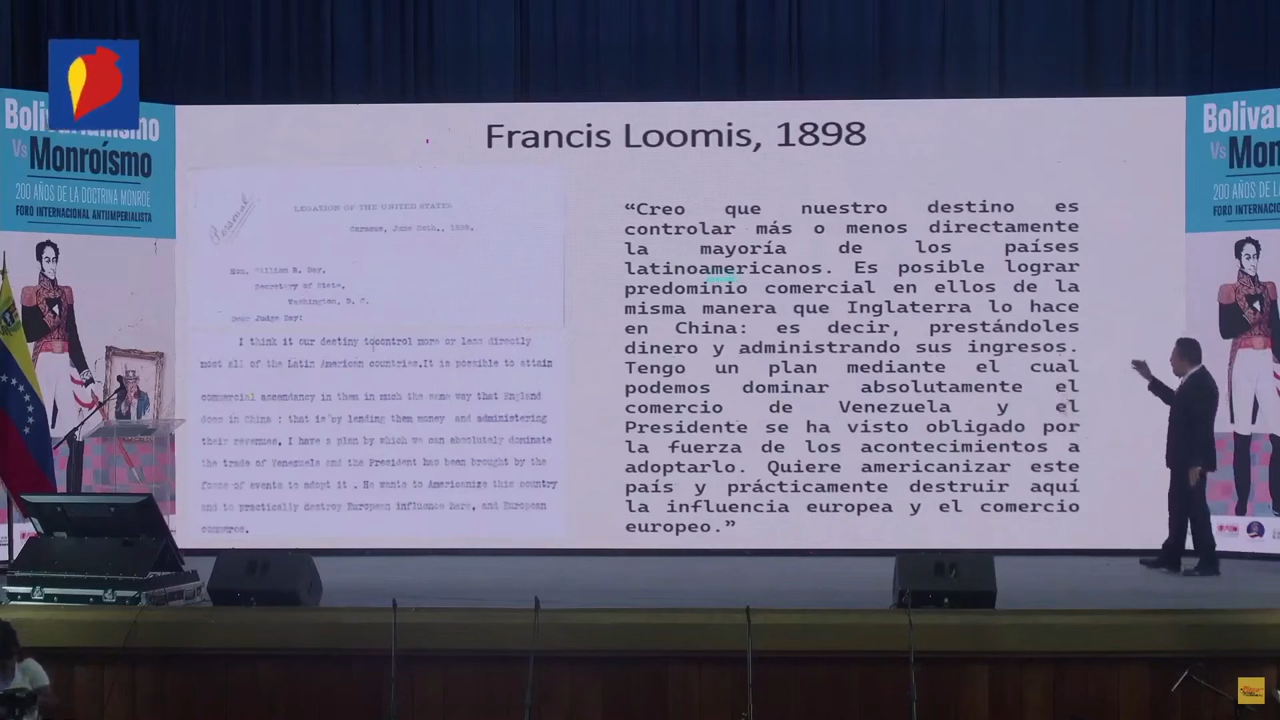 Francis Loomis, 1898
Bolivarianismo
Vs Monroísmo
200 AÑOS DE LA DOCTRINA MONROE
FORO INTERNACIONAL ANTIIMPERIALISTA
Personal
LEGATION OF THE UNITED STATES
Caracas, June
Hon. William R. Day,
Secretary of State,
Washington, D. C.
Dear Judge Day:
I think it our destiny to control more or less directly
most all of the Latin American countries. It is possible to attain
commercial ascendancy in them in much the same way that England
does in China : that is by lending them money and administering
their revenues. I have a plan by which we can absolutely dominate
the trade of Venezuela and the President has been brought by the
force of events to adopt it . He wants to Americanize this country
and to practically destroy European influence here, and European
commerce.
“Creo que nuestro destino es
controlar más o menos directamente
la mayoría de los países
latinoamericanos. Es posible lograr
predominio comercial en ellos de la
misma manera que Inglaterra lo hace
en China: es decir, prestándoles
dinero y administrando sus ingresos.
Tengo un plan mediante el cual
podemos dominar absolutamente el
comercio de Venezuela y el
Presidente se ha visto obligado por
la fuerza de los acontecimientos a
adoptarlo. Quiere americanizar este
país y prácticamente destruir aquí
la influencia europea y el comercio
europeo.”
Bolivar
Vs Mon
200 AÑOS DE
FORO INTERNACIO